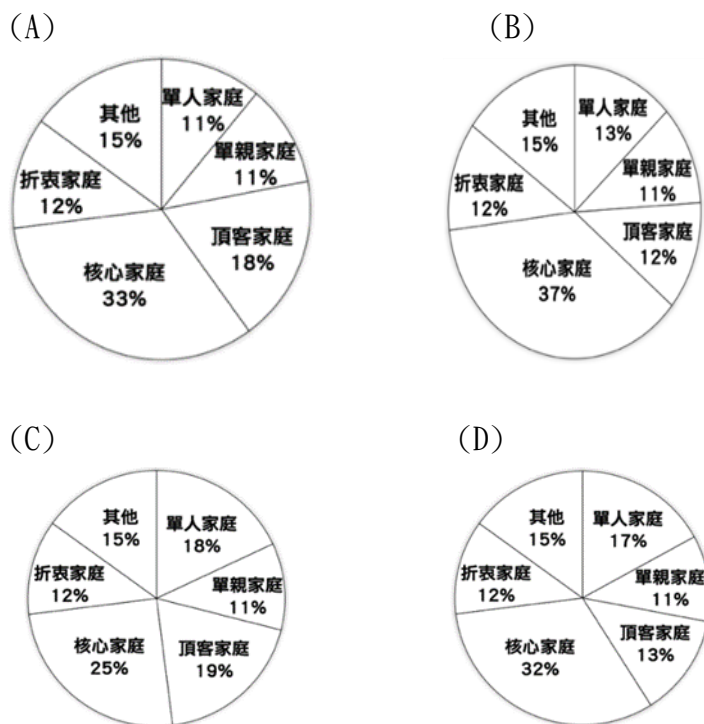 (A)
單人家庭
11%
單親家庭
11%
頂客家庭
18%
核心家庭
33%
折衷家庭
12%
其他
15%
(B)
單人家庭
13%
單親家庭
11%
頂客家庭
12%
核心家庭
37%
折衷家庭
12%
其他
15%
(C)
單人家庭
18%
單親家庭
11%
頂客家庭
19%
核心家庭
25%
折衷家庭
12%
其他
15%
(D)
單人家庭
17%
單親家庭
11%
頂客家庭
13%
核心家庭
32%
折衷家庭
12%
其他
15%